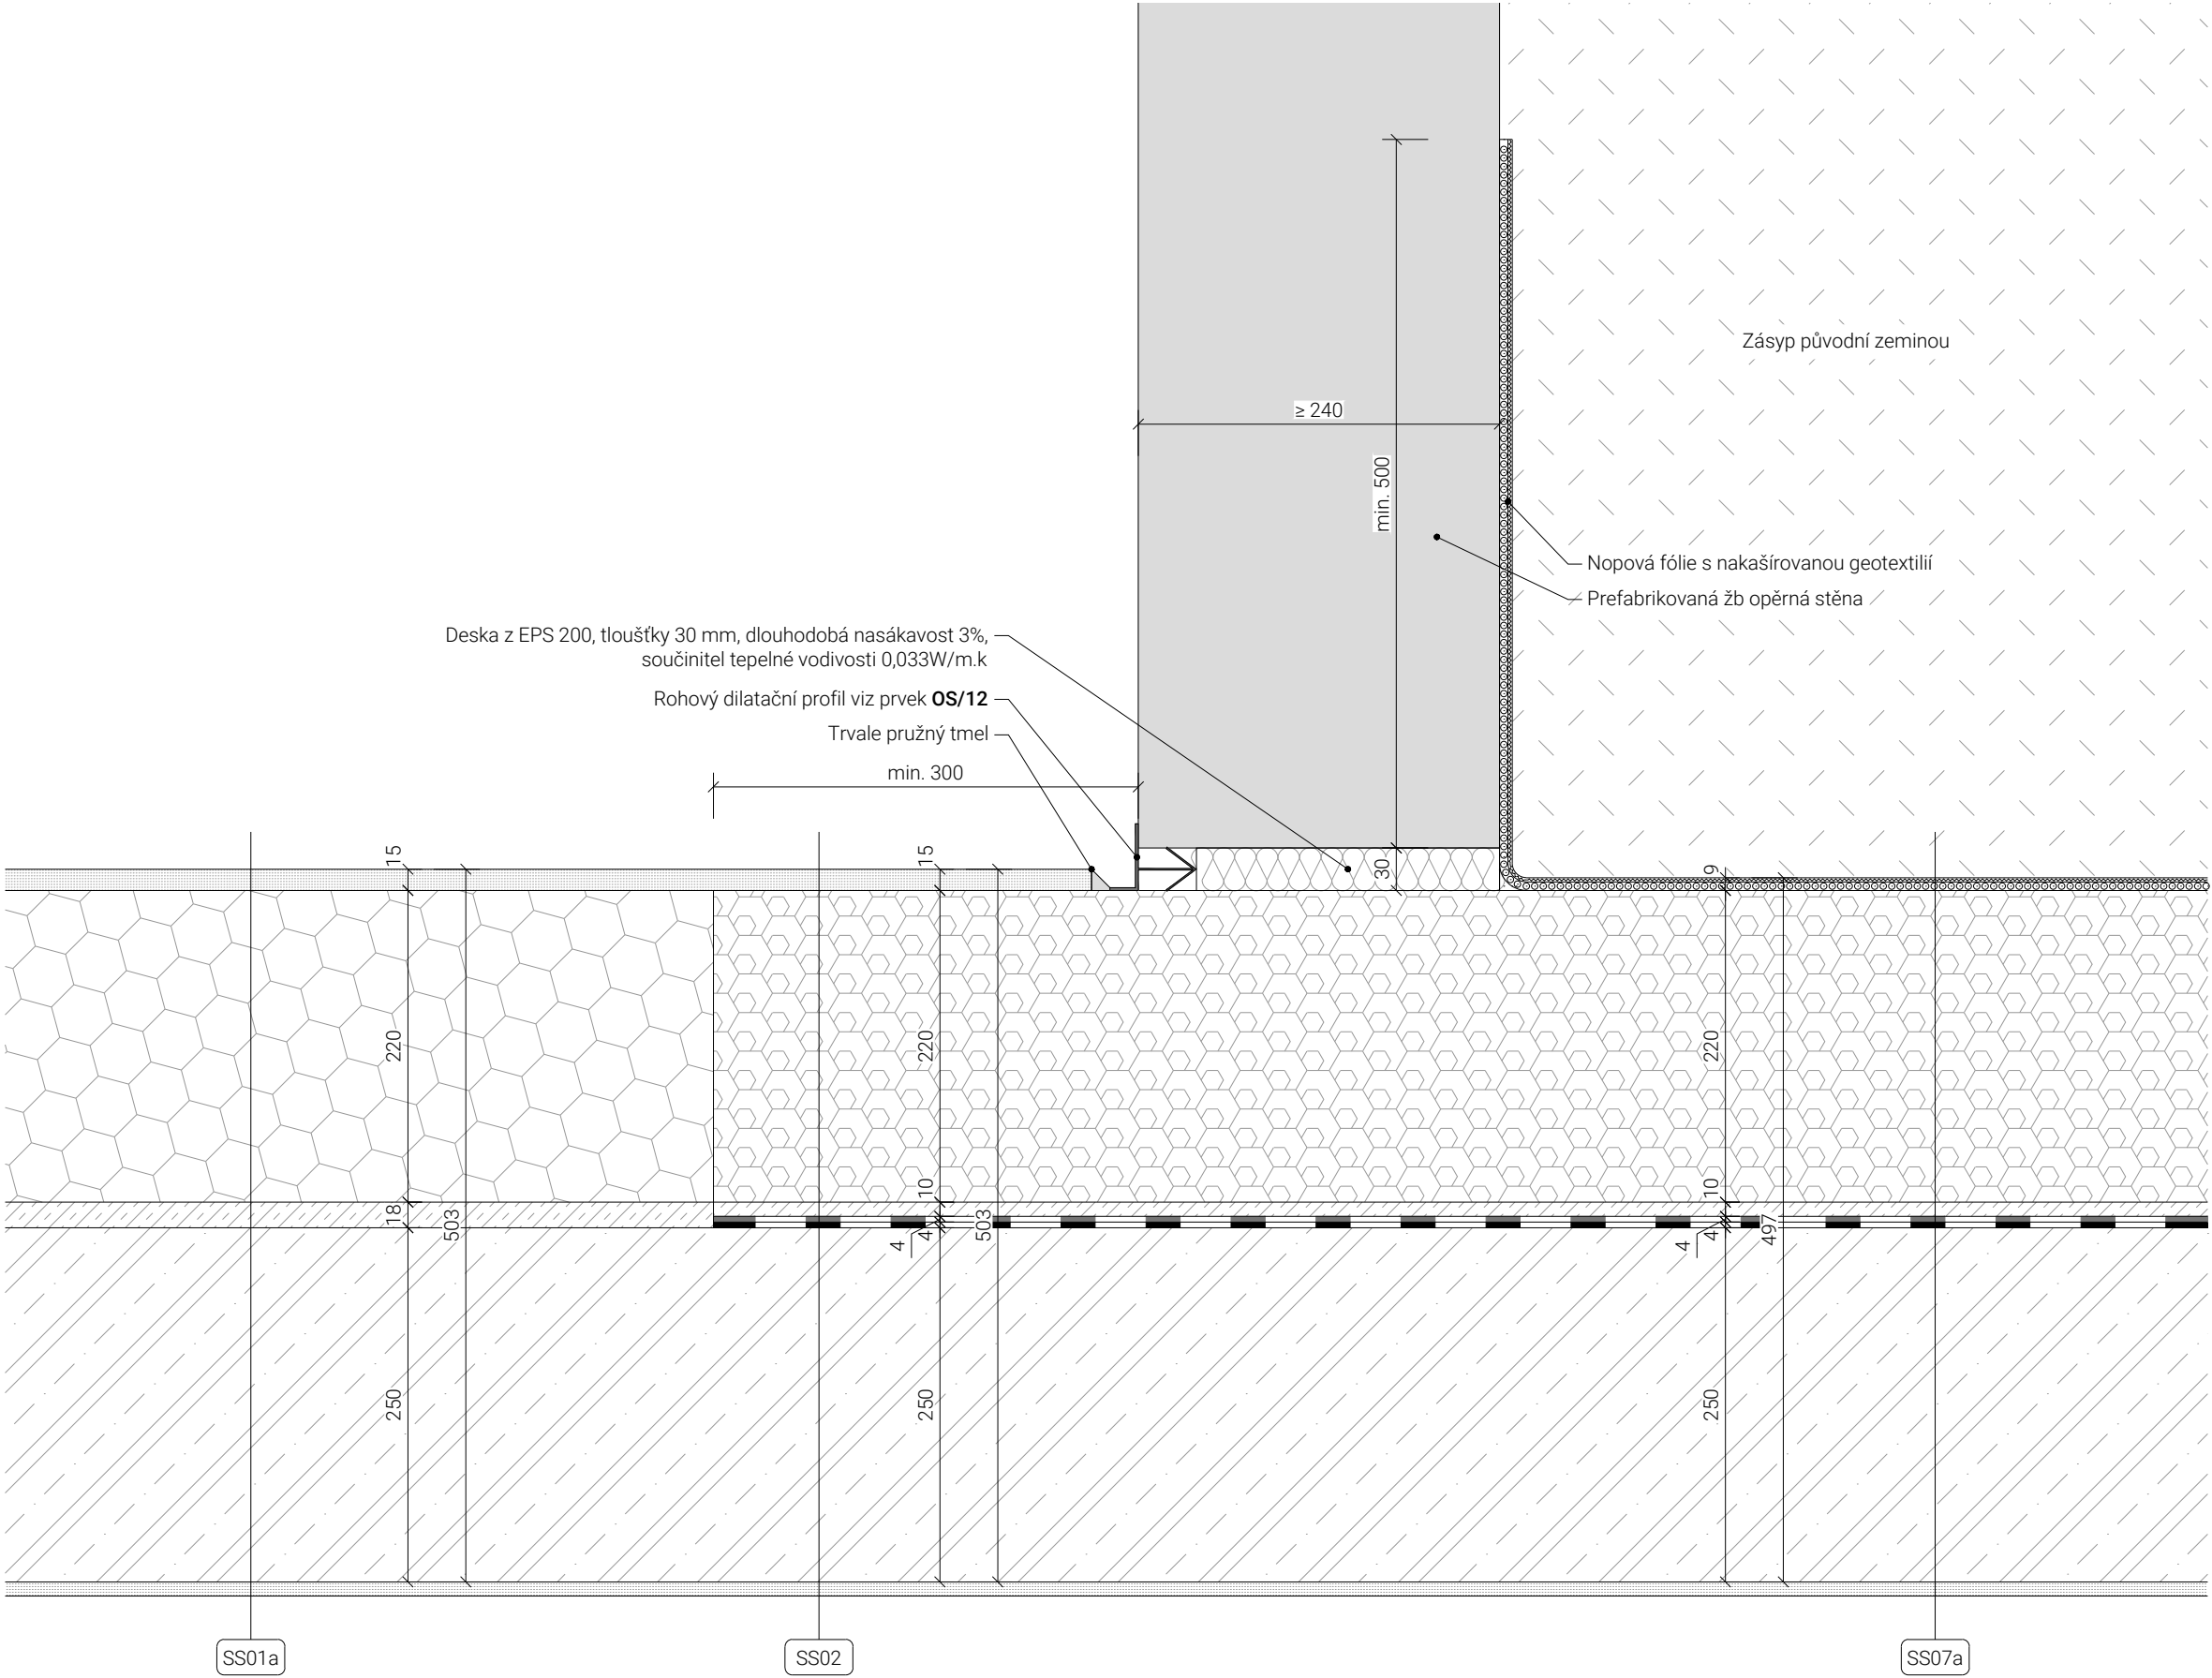 Zásyp původní zeminou
≥ 240
min. 500
Nopová fólie s nakašírovanou geotextilií
Prefabrikovaná žb opěrná stěna
Deska z EPS 200, tloušťky 30 mm, dlouhodobá nasákavost 3%,
součinitel tepelné vodivosti 0,033W/m.k
Rohový dilatační profil viz prvek OS/12
Trvale pružný tmel
min. 300
15
15
30
9
220
220
220
18
503
10
4
4
503
10
4
4
497
250
250
250
SS01a
SS02
SS07a